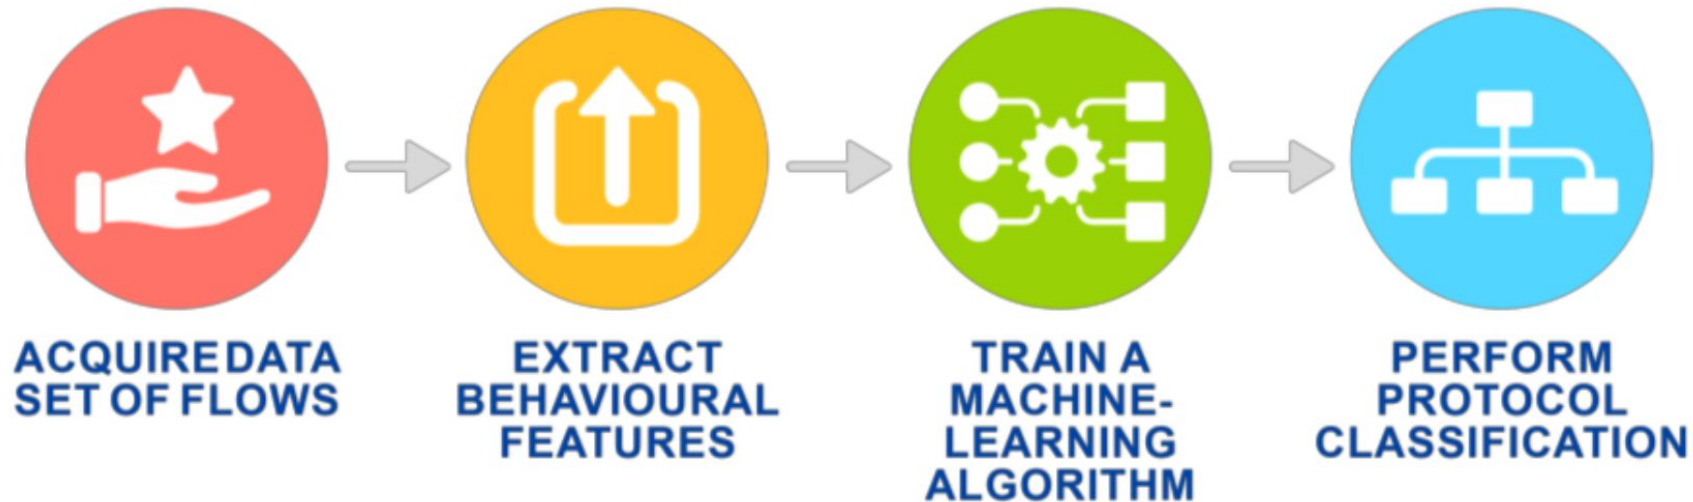 ACQUIRE DATA
SET OF FLOWS
EXTRACT
BEHAVIOURAL
FEATURES
TRAIN A
MACHINE-
LEARNING
ALGORITHM
PERFORM
PROTOCOL
CLASSIFICATION